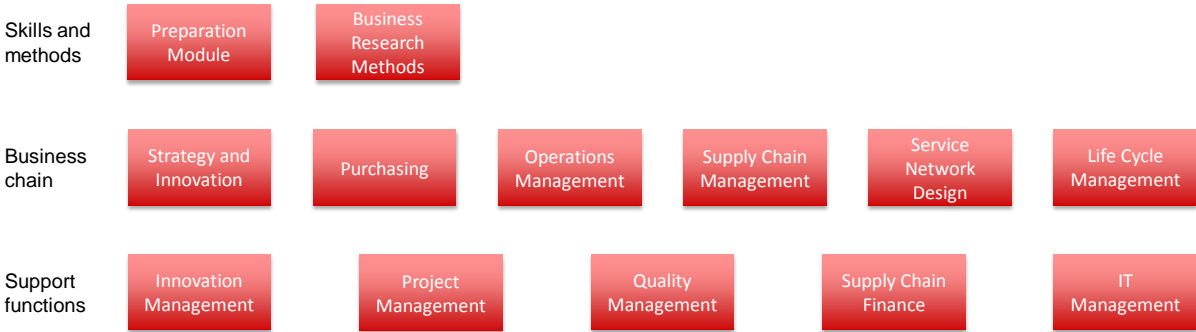 Skills and
methods
Preparation
Module
Business
Research
Methods
Business
chain
Strategy and
Innovation
Purchasing
Operations
Management
Supply Chain
Management
Service
Network
Design
Life Cycle
Management
Support
functions
Innovation
Management
Project
Management
Quality
Management
Supply Chain
Finance
IT
Management